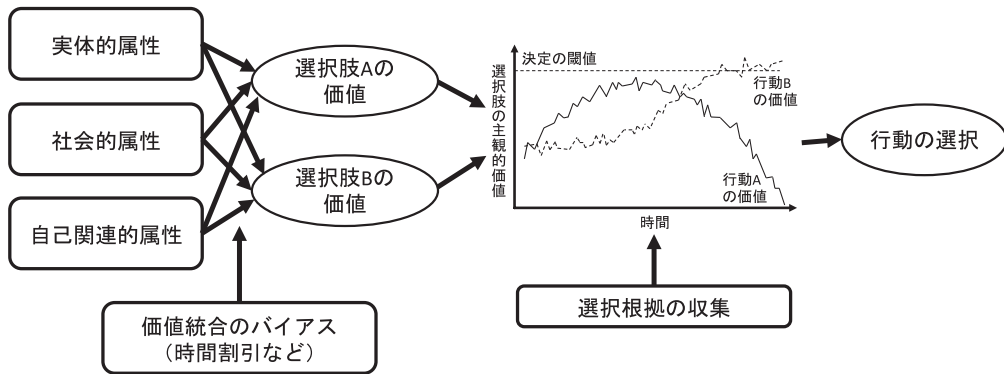 実体的属性
社会的属性
自己関連的属性
選択肢Aの
価値
選択肢Bの
価値
価値統合のバイアス
（時間割引など）
選択肢の主観的価値
決定の閾値
行動B
の価値
行動A
の価値
時間
選択根拠の収集
行動の選択